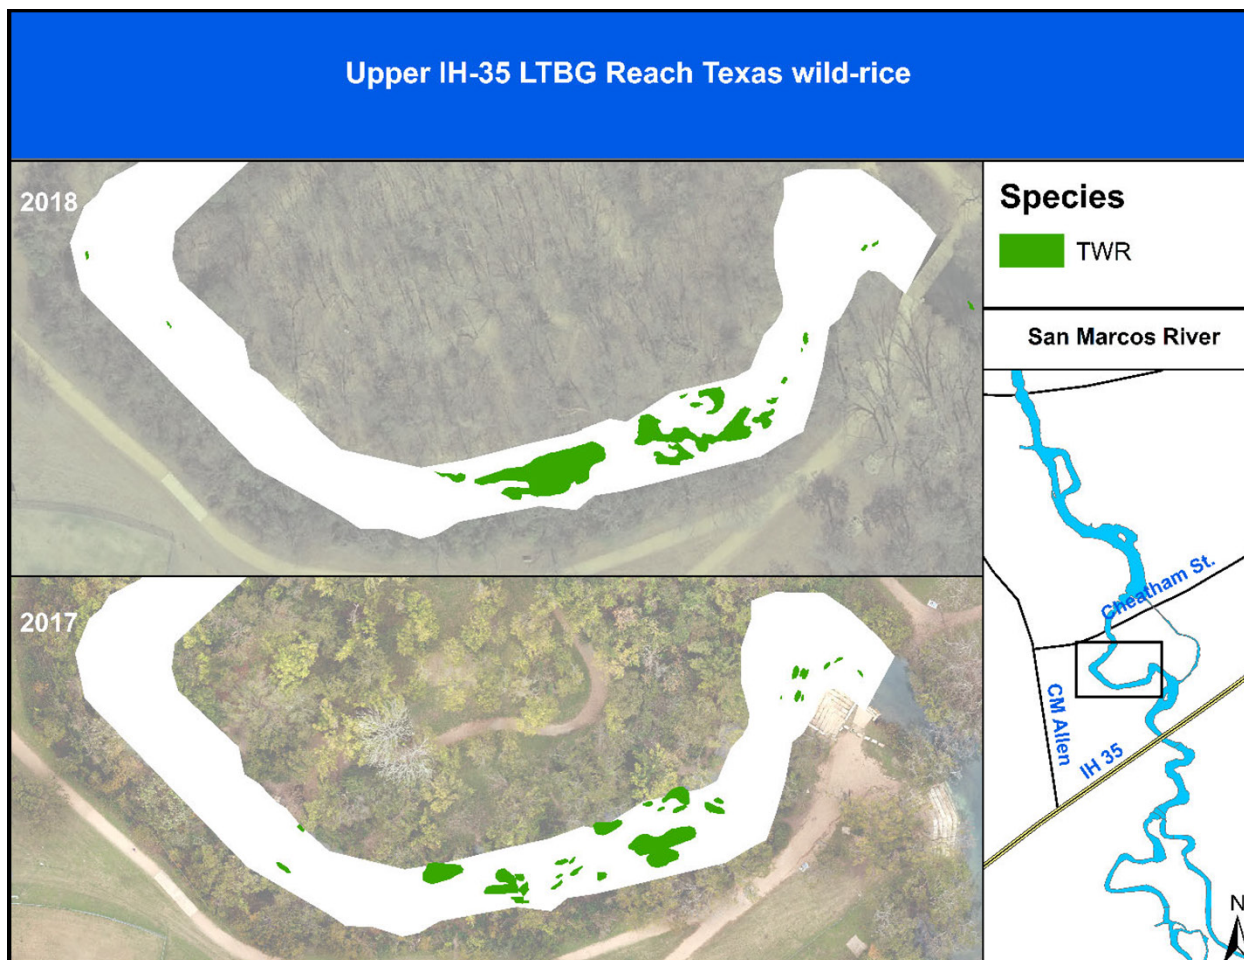 Upper IH-35 LTBG Reach Texas wild-rice
2018
2017
Species
TWR
San Marcos River
Cheatham St.
CM Allen
IH 35
N